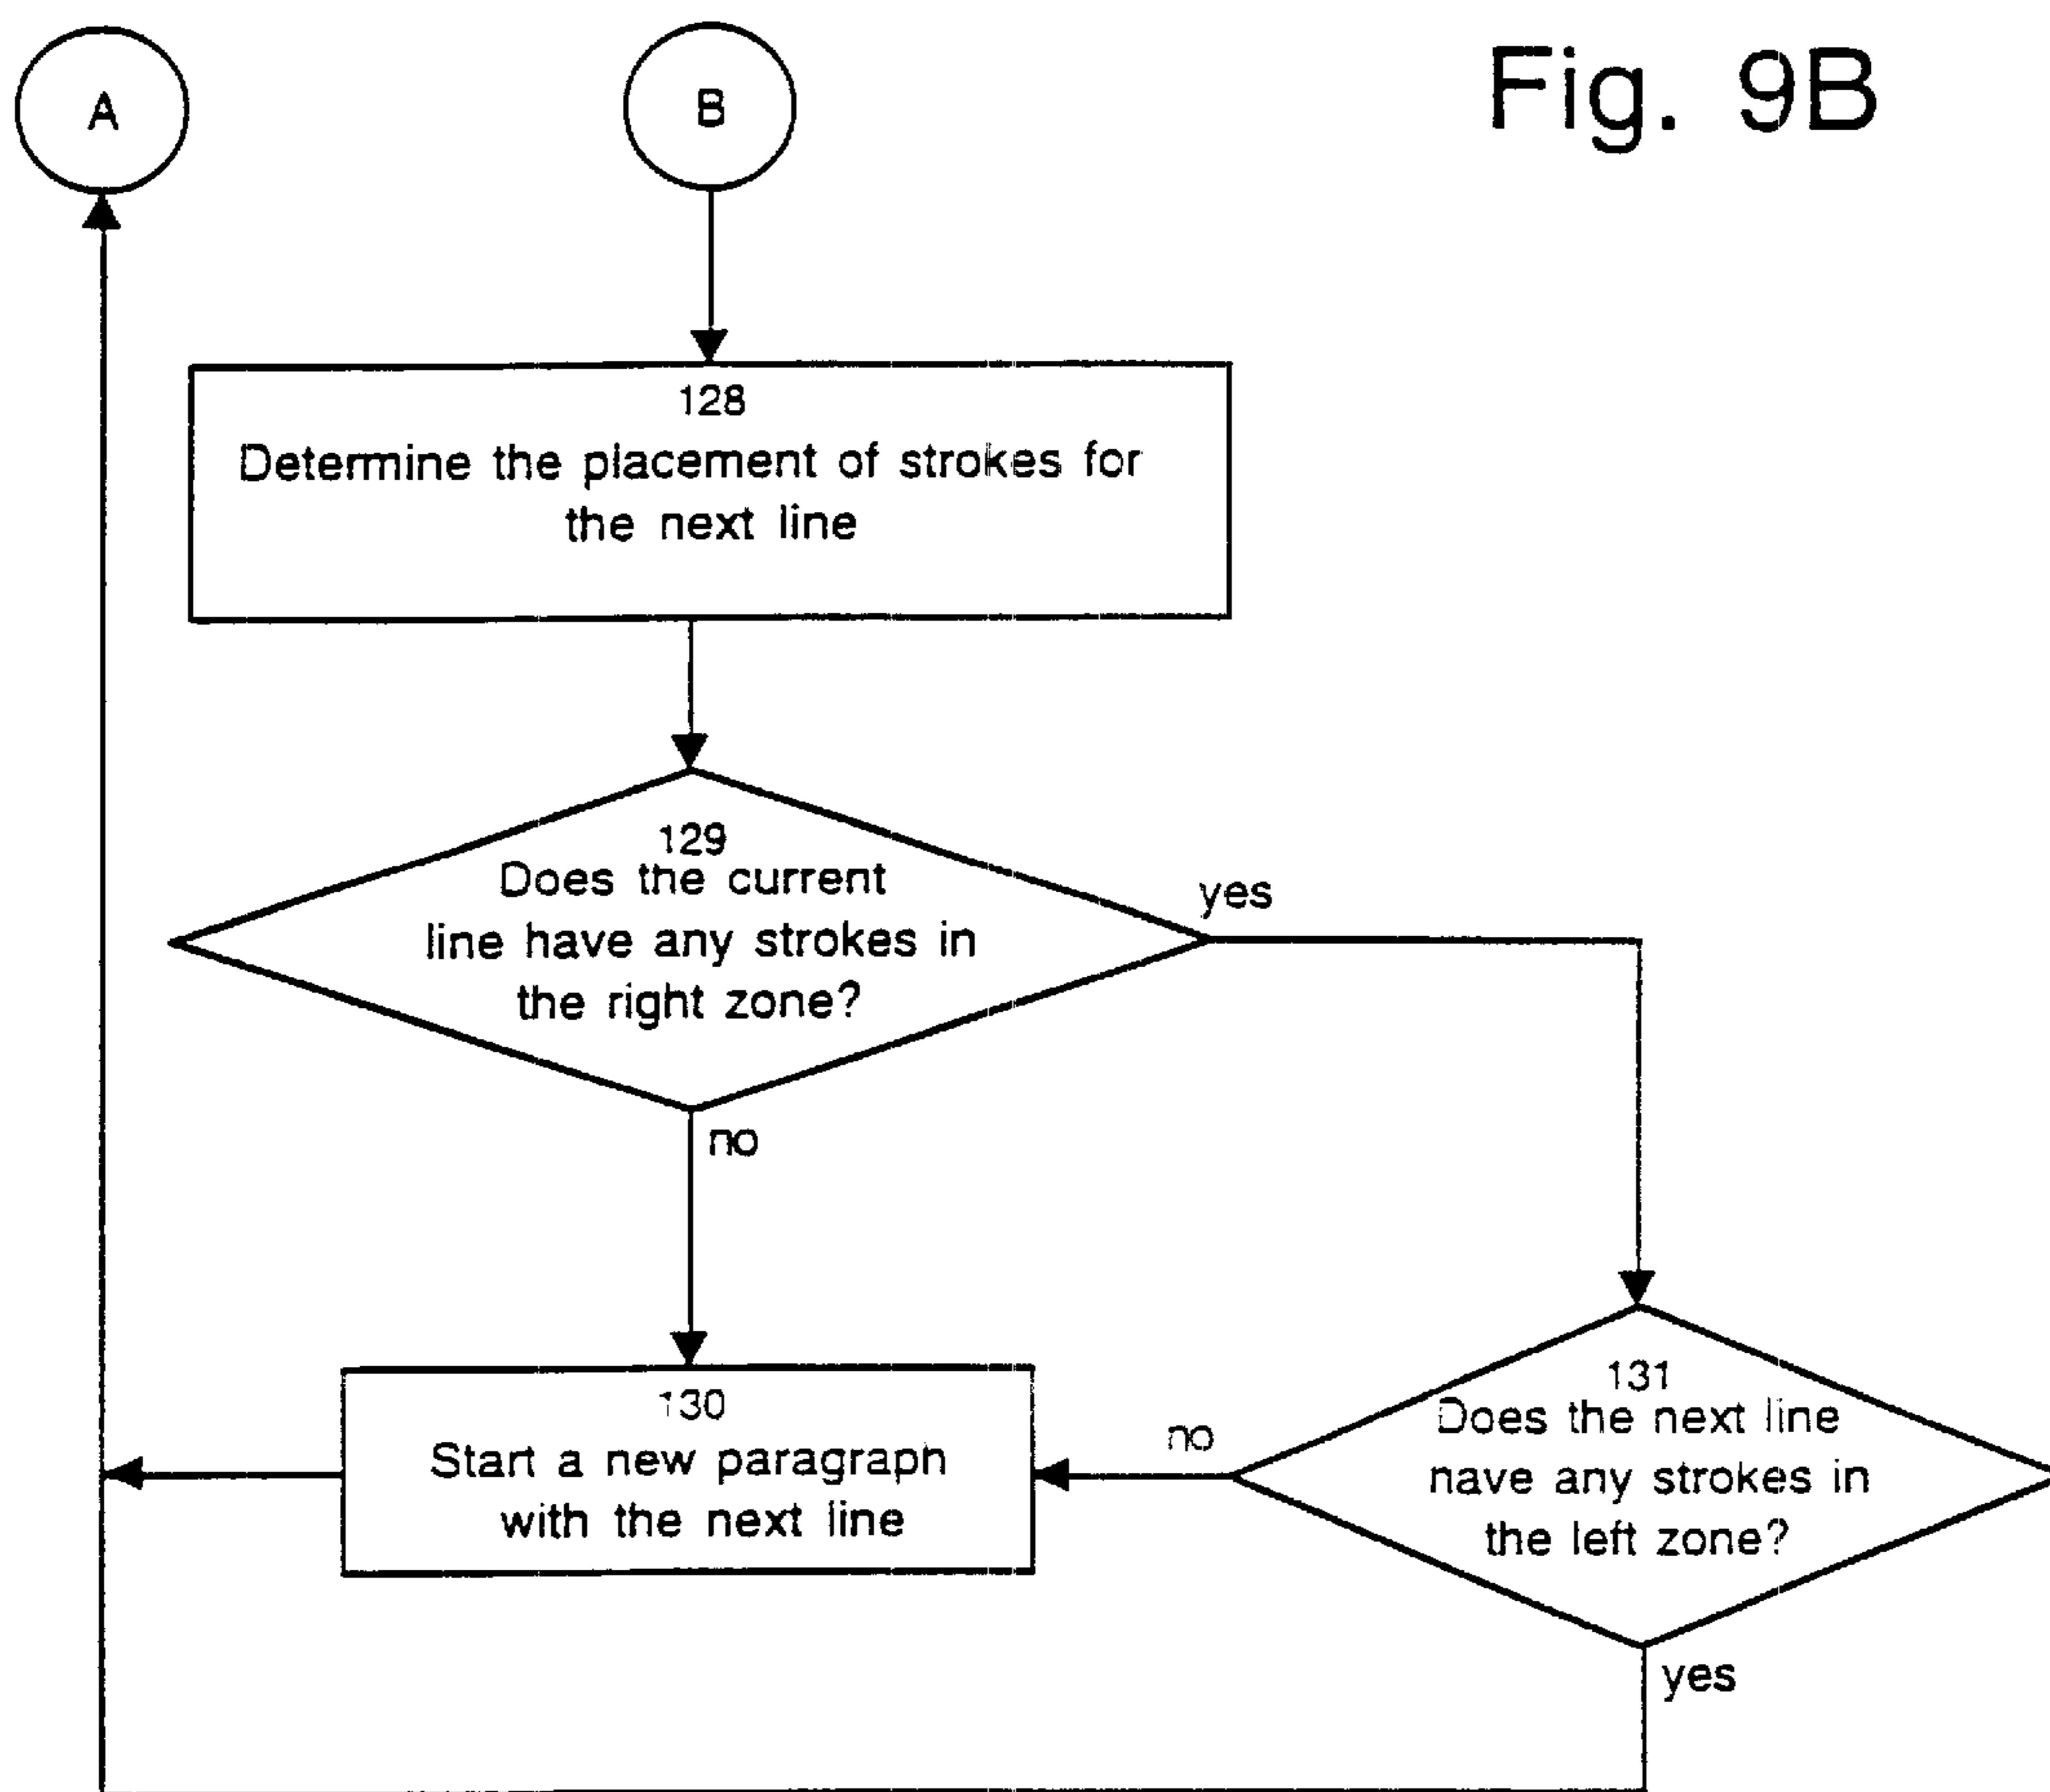 Fig. 9B
A
B
128
Determine the placement of strokes for
the next line
129
Does the current
line have any strokes in
the right zone?
yes
no
130
Start a new paragraph
with the next line
no
131
Does the next line
nave any strokes in
the left zone?
yes